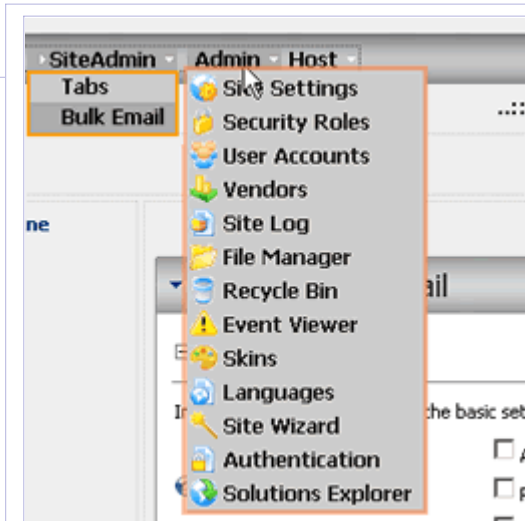 SiteAdmin Admin Host
Tabs
Bulk Email
Site Settings
Security Roles
User Accounts
Vendors
Site Log
File Manager
Recycle Bin
Event Viewer
Skins
Languages
Site Wizard
Authentication
Solutions Explorer
..::
ne
ail
the basic set